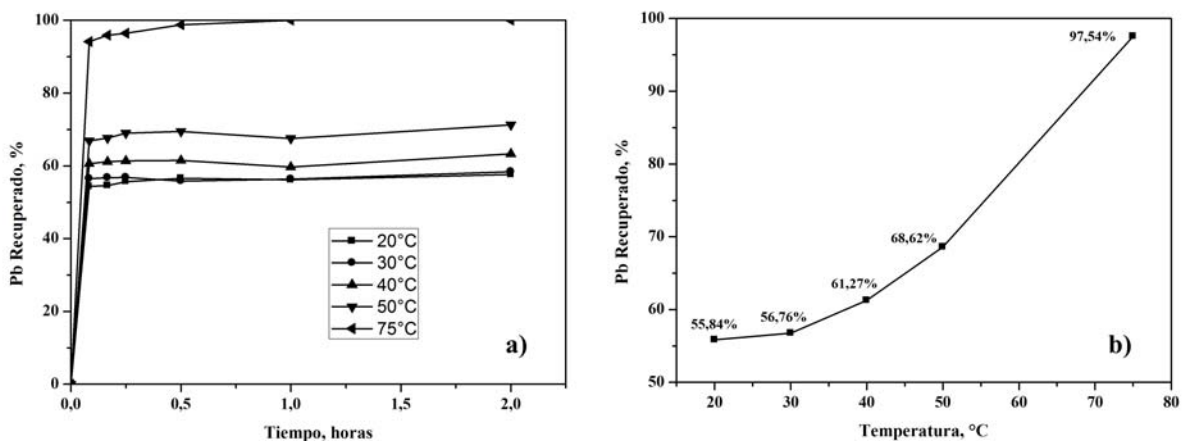 100
80
60
40
20
0
Pb Recuperado, %
0,0
0,5
1,0
1,5
2,0
Tiempo, horas
20°C
30°C
40°C
50°C
75°C
a)
100
90
80
70
60
50
Pb Recuperado, %
55,84%
56,76%
61,27%
68,62%
97,54%
20
30
40
50
60
70
80
Temperatura, °C
b)